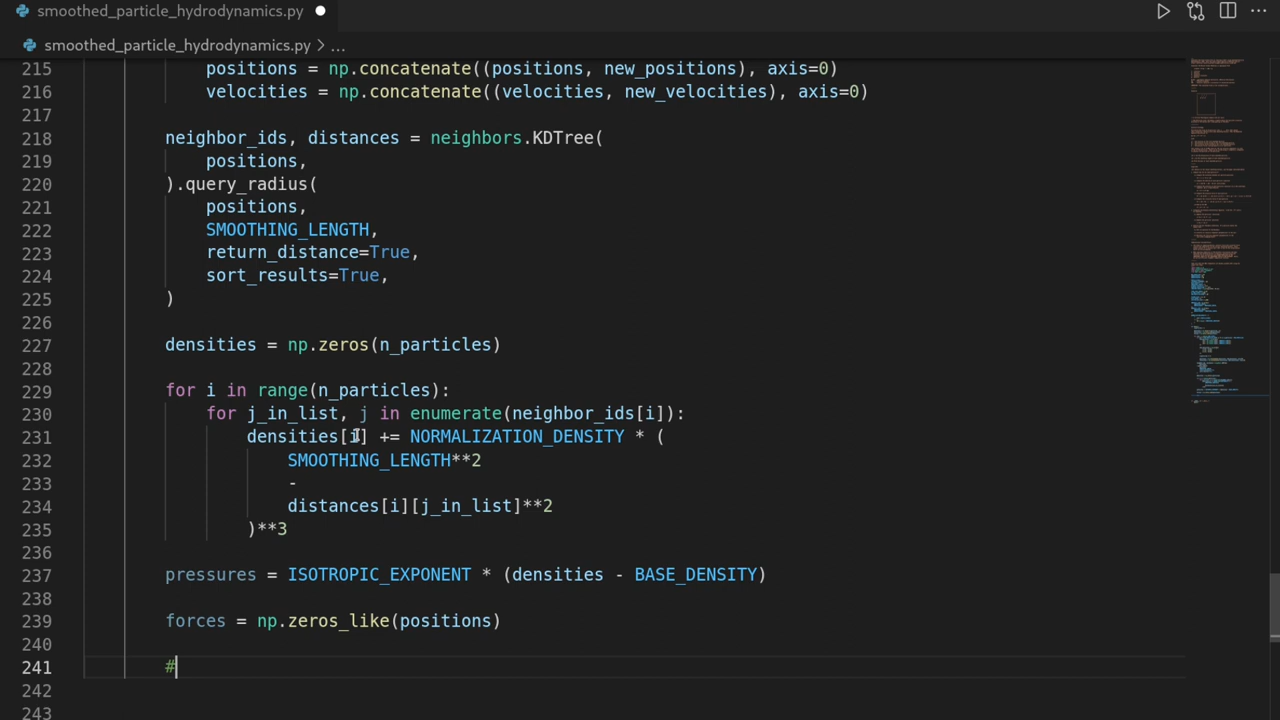 smoothed_particle_hydrodynamics.py
smoothed_particle_hydrodynamics.py > ...
215 positions = np.concatenate((positions, new_positions), axis=0)
216 velocities = np.concatenate((velocities, new_velocities), axis=0)
217
218 neighbor_ids, distances = neighbors.KDTree(
219 positions,
220 ).query_radius(
221 positions,
222 SMOOTHING_LENGTH,
223 return_distance=True,
224 sort_results=True,
225 )
226
227 densities = np.zeros(n_particles)
228
229 for i in range(n_particles):
230 for j_in_list, j in enumerate(neighbor_ids[i]):
231 densities[i] += NORMALIZATION_DENSITY * (
232 SMOOTHING_LENGTH**2
233 -
234 distances[i][j_in_list]**2
235 )**3
236
237 pressures = ISOTROPIC_EXPONENT * (densities - BASE_DENSITY)
238
239 forces = np.zeros_like(positions)
240
241 #
242
243